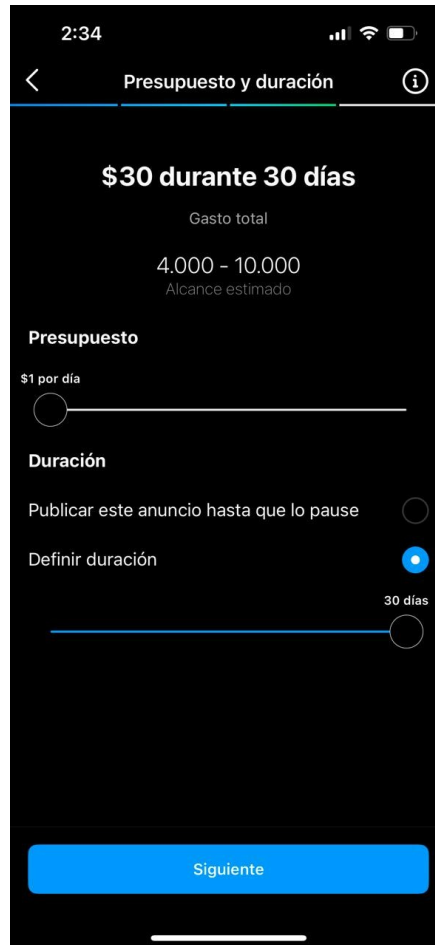 2:34
Presupuesto y duración
$30 durante 30 días
Gasto total
4.000 - 10.000
Alcance estimado
Presupuesto
$1 por día
Duración
Publicar este anuncio hasta que lo pause
Definir duración
30 días
Siguiente